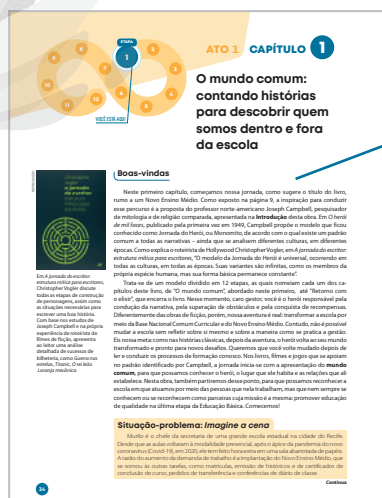 ETAPA
1
2
3
4
5
6
7
8
9
10
11
12
VOCÊ ESTÁ AQUI
ATO 1 CAPÍTULO 1
O mundo comum:
contando histórias
para descobrir quem
somos dentro e fora
da escola
Boas-vindas
Neste primeiro capítulo, começamos nossa jornada, como sugere o título do livro,
rumo a um Novo Ensino Médio. Como exposto na página 9, a inspiração para conduzir
esse percurso é a proposta do professor norte-americano Joseph Campbell, pesquisador
de mitologia e de religião comparada, apresentada na Introdução desta obra. Em O herói
de mil faces, publicado pela primeira vez em 1949, Campbell propõe o modelo que ficou
conhecido como Jornada do Herói, ou Monomito, de acordo com o qual existe um padrão
comum a todas as narrativas – ainda que se analisem diferentes culturas, em diferentes
épocas. Como explica o roteirista de Hollywood Christopher Vogler, em A jornada do escritor:
estrutura mítica para escritores, "O modelo da Jornada do Herói é universal, ocorrendo em
todas as culturas, em todas as épocas. Suas variantes são infinitas, como os membros da
própria espécie humana, mas sua forma básica permanece constante".
Trata-se de um modelo dividido em 12 etapas, as quais nomeiam cada um dos ca-
pítulos deste livro, de "O mundo comum", abordado neste primeiro, até "Retorno com
o elixir", que encerra o livro. Nesse momento, caro gestor, você é o herói responsável pela
condução da narrativa, pela superação de obstáculos e pela conquista de recompensas.
Diferentemente das obras de ficção, porém, nossa aventura é real: transformar a escola por
meio da Base Nacional Comum Curricular e do Novo Ensino Médio. Contudo, não é possível
mudar a escola sem refletir sobre si mesmo e sobre a maneira como se pratica a gestão.
Eis nossa meta: como nas histórias clássicas, depois da aventura, o herói volta ao seu mundo
transformado e pronto para novos desafios. Queremos que você volte mudado depois de
ler e conduzir os processos de formação conosco. Nos livros, filmes e jogos que se apoiam
no padrão identificado por Campbell, a jornada inicia-se com a apresentação do mundo
comum, para que possamos conhecer o herói, o lugar que ele habita e as relações que ali
estabelece. Nesta obra, também partiremos desse ponto, para que possamos reconhecer a
escola em que atuamos por meio das pessoas que nela trabalham, mas que nem sempre se
conhecem ou se reconhecem como parceiras cuja missão é a mesma: promover educação
de qualidade na última etapa da Educação Básica. Comecemos!
Em A jornada do escritor:
estrutura mítica para escritores,
Christopher Vogler discute
todas as etapas de construção
de personagens, assim como
as situações necessárias para
escrever uma boa história.
Com base nos estudos de
Joseph Campbell e na própria
experiência de roteirista de
filmes de ficção, apresenta
ao leitor uma análise
detalhada de sucessos de
bilheteria, como Guerra nas
estrelas, Titanic, O rei leão
e Laranja mecânica.
Situação-problema: Imagine a cena
Murilo é o chefe da secretaria de uma grande escola estadual na cidade do Recife.
Desde que as aulas voltaram à modalidade presencial, após o ápice da pandemia do novo
coronavírus (Covid-19), em 2020, ele tem feito hora extra em uma sala abarrotada de papéis.
A razão do aumento da demanda de trabalho é a implantação do Novo Ensino Médio, que
se somou às outras tarefas, como matrículas, emissão de históricos e de certificados de
conclusão de curso, pedidos de transferência e conferências de diário de classe.
Continua
24